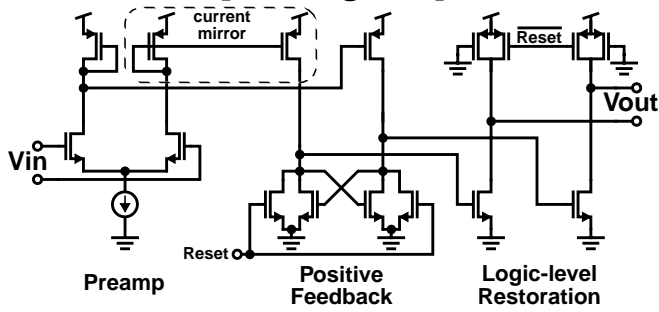 current
mirror
Reset
Vout
Vin
Reset
Preamp
Positive
Feedback
Logic-level
Restoration